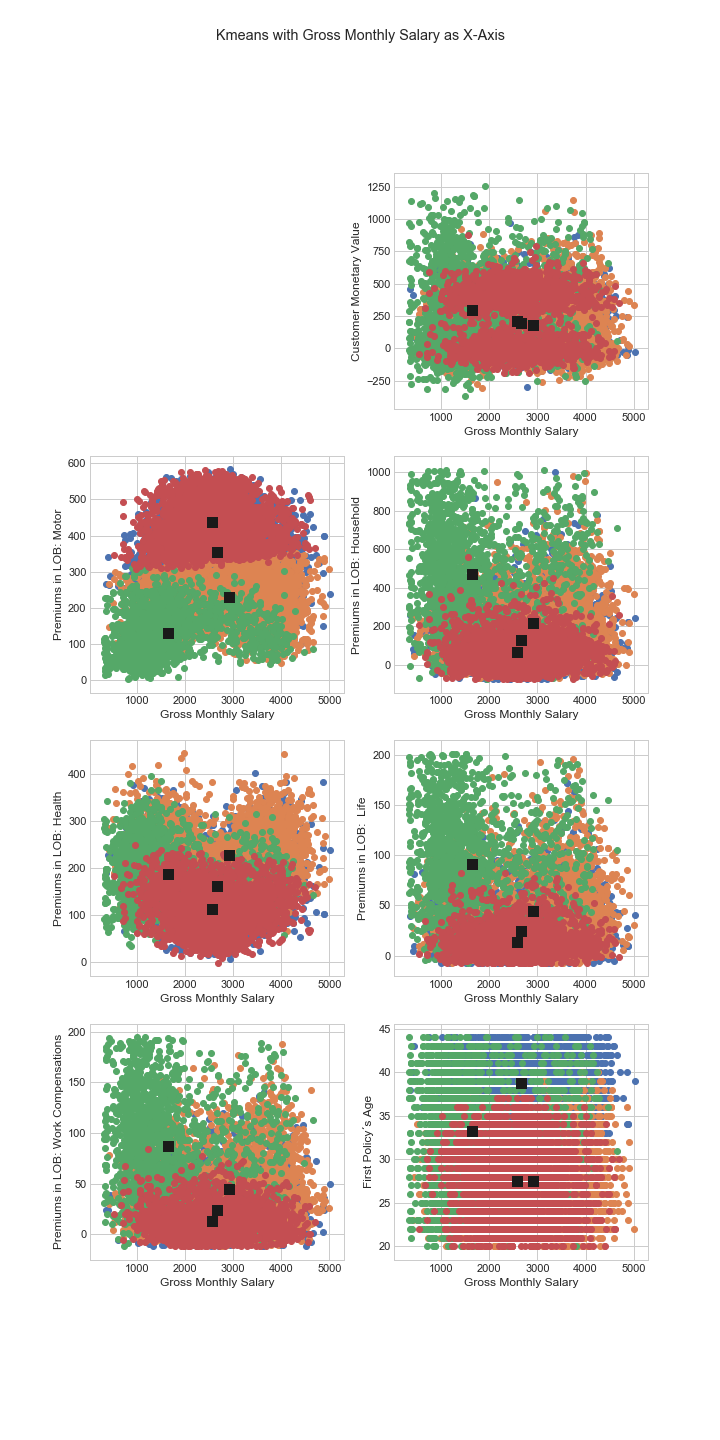 Kmeans with Gross Monthly Salary as X-Axis
Customer Monetary Value
1250
1000
750
500
250
0
−250
1000 2000 3000 4000 5000
Gross Monthly Salary
Premiums in LOB: Motor
600
500
400
300
200
100
0
1000 2000 3000 4000 5000
Gross Monthly Salary
Premiums in LOB: Household
1000
800
600
400
200
0
1000 2000 3000 4000 5000
Gross Monthly Salary
Premiums in LOB: Health
400
300
200
100
0
1000 2000 3000 4000 5000
Gross Monthly Salary
Premiums in LOB:  Life
200
150
100
50
0
1000 2000 3000 4000 5000
Gross Monthly Salary
Premiums in LOB: Work Compensations
200
150
100
50
0
1000 2000 3000 4000 5000
Gross Monthly Salary
First Policy´s Age
45
40
35
30
25
20
1000 2000 3000 4000 5000
Gross Monthly Salary